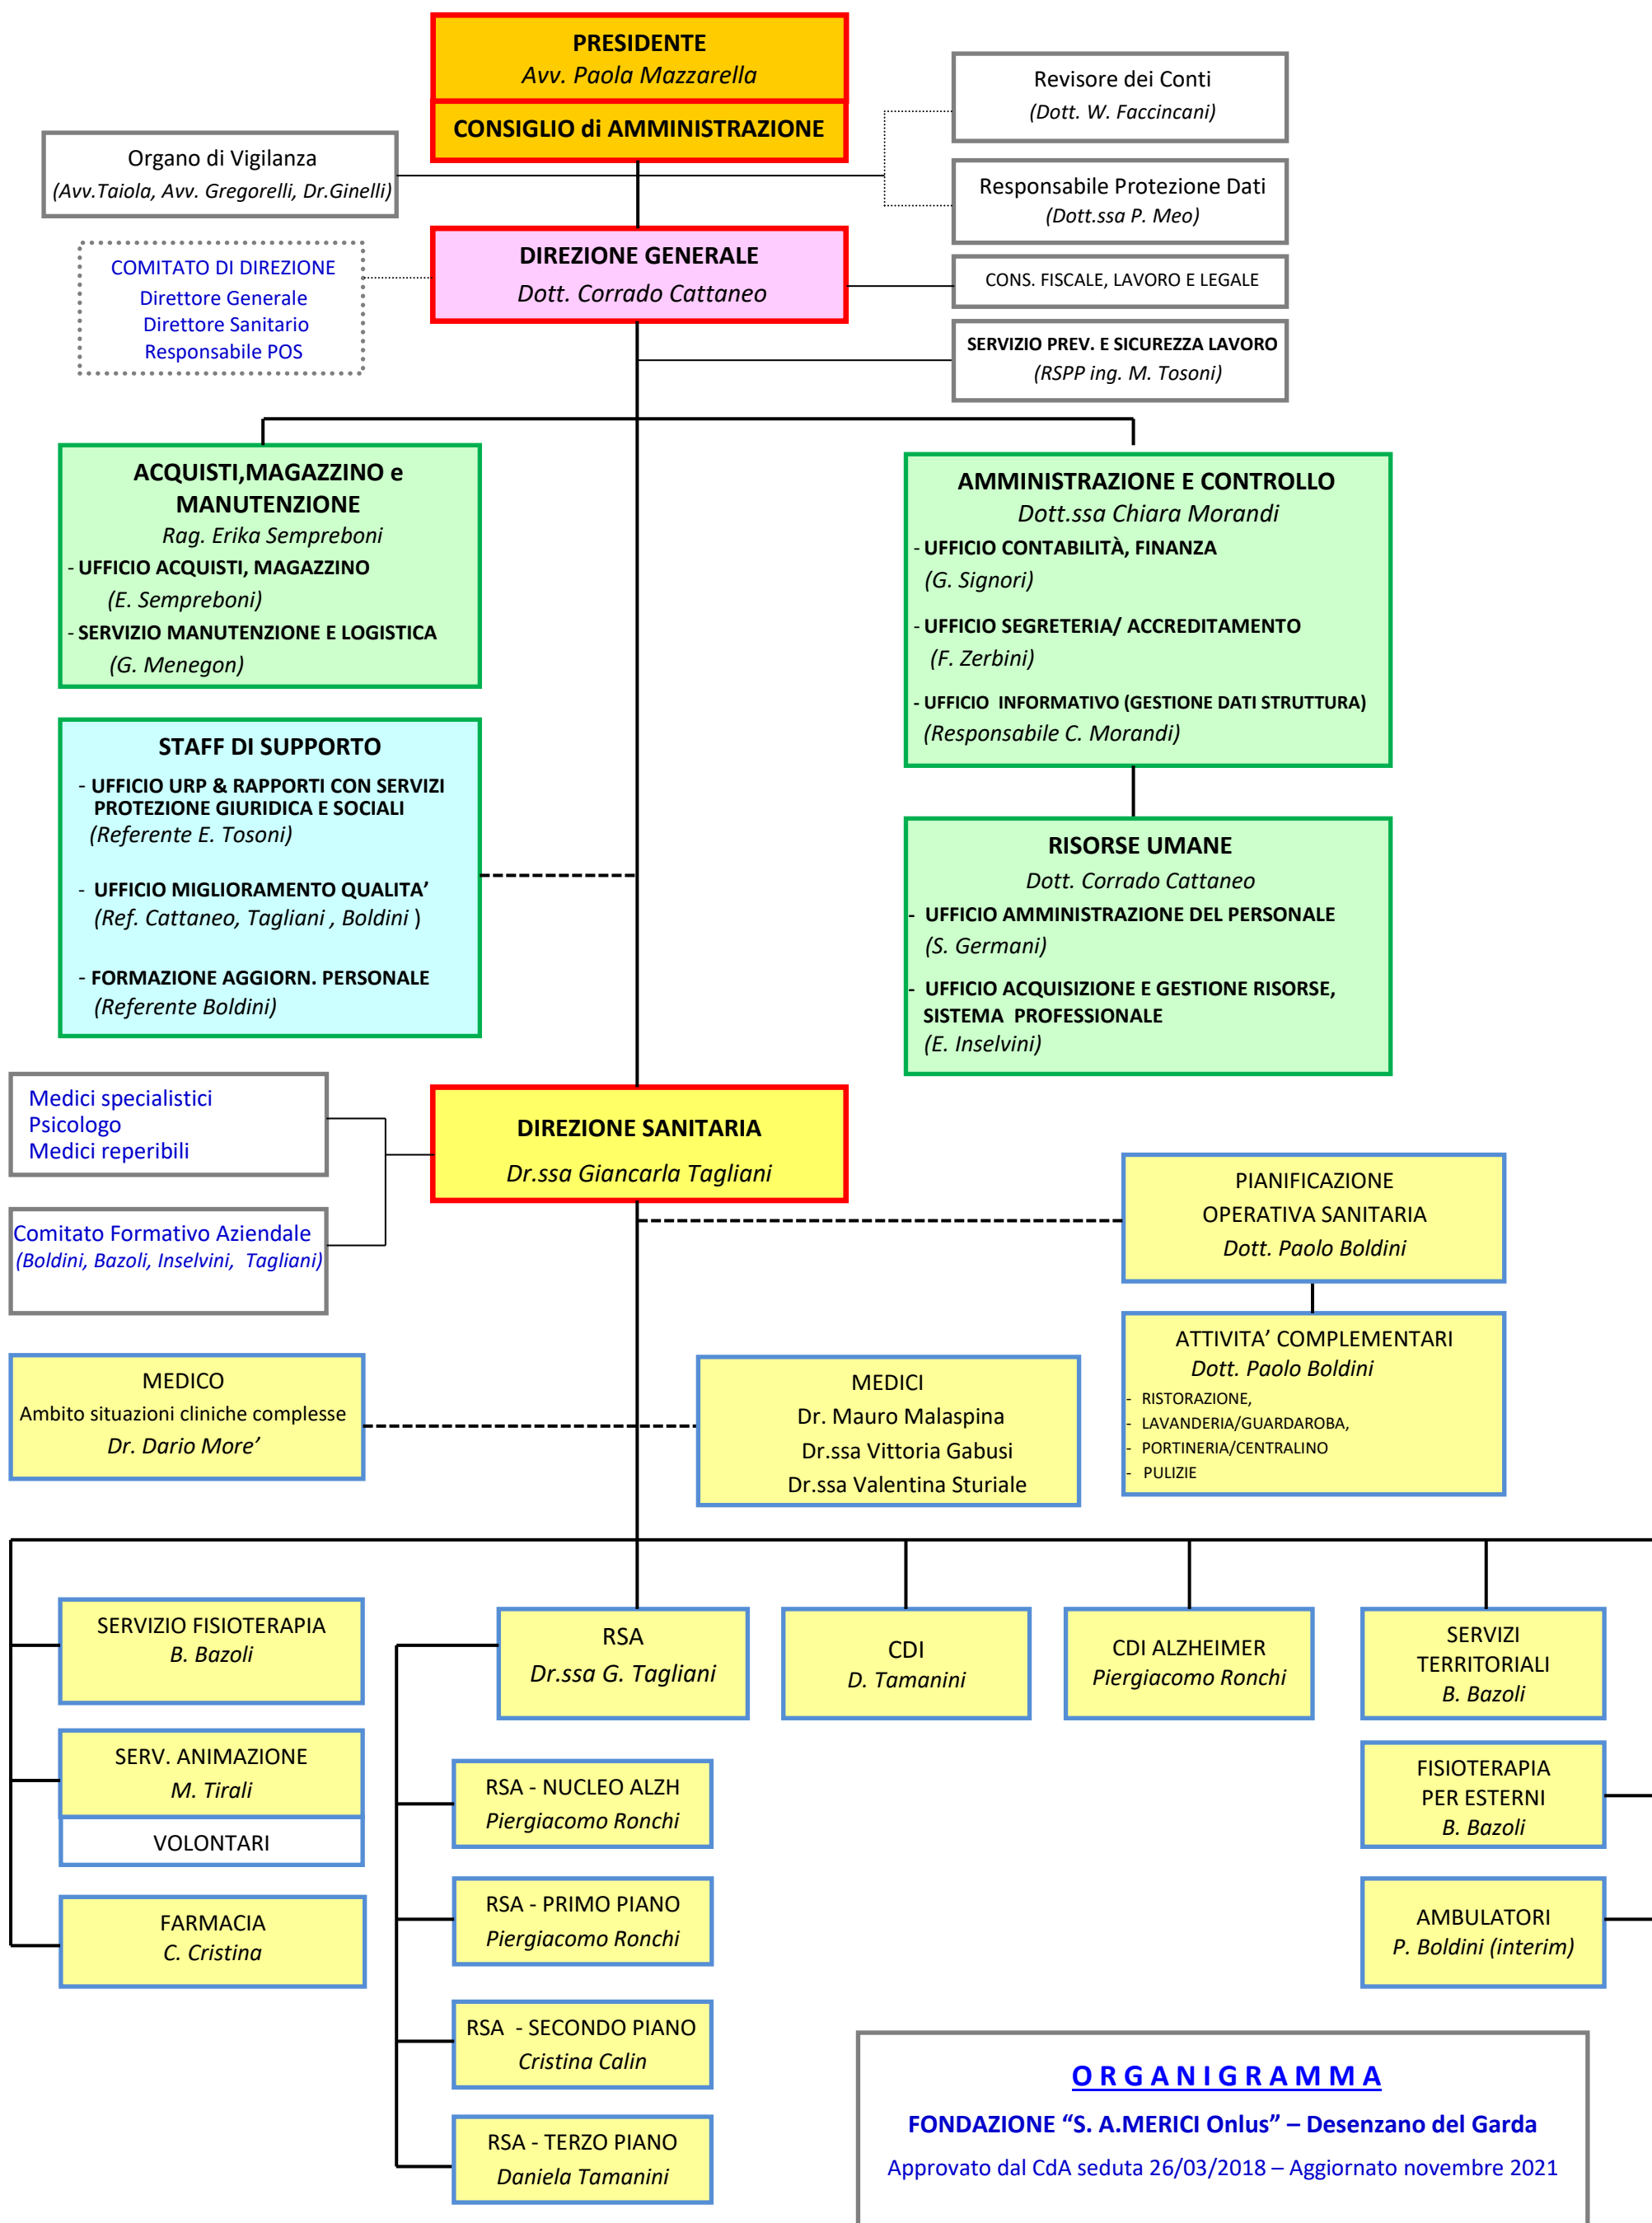 PRESIDENTE
Avv. Paola Mazzarella
CONSIGLIO di AMMINISTRAZIONE
Revisore dei Conti
(Dott. W. Faccincani)
Organo di Vigilanza
(Avv.Taiola, Avv. Gregorelli, Dr.Ginelli)
Responsabile Protezione Dati
(Dott.ssa P. Meo)
DIREZIONE GENERALE
Dott. Corrado Cattaneo
COMITATO DI DIREZIONE
Direttore Generale
Direttore Sanitario
Responsabile POS
CONS. FISCALE, LAVORO E LEGALE
SERVIZIO PREV. E SICUREZZA LAVORO
(RSPP ing. M. Tosoni)
ACQUISTI,MAGAZZINO e
MANUTENZIONE
Rag. Erika Sempreboni
- UFFICIO ACQUISTI, MAGAZZINO
(E. Sempreboni)
- SERVIZIO MANUTENZIONE E LOGISTICA
(G. Menegon)
AMMINISTRAZIONE E CONTROLLO
Dott.ssa Chiara Morandi
- UFFICIO CONTABILITÀ, FINANZA
(G. Signori)
- UFFICIO SEGRETERIA/ ACCREDITAMENTO
(F. Zerbini)
- UFFICIO INFORMATIVO (GESTIONE DATI STRUTTURA)
(Responsabile C. Morandi)
STAFF DI SUPPORTO
- UFFICIO URP & RAPPORTI CON SERVIZI
PROTEZIONE GIURIDICA E SOCIALI
(Referente E. Tosoni)
- UFFICIO MIGLIORAMENTO QUALITA’
(Ref. Cattaneo, Tagliani , Boldini )
- FORMAZIONE AGGIORN. PERSONALE
(Referente Boldini)
RISORSE UMANE
Dott. Corrado Cattaneo
- UFFICIO AMMINISTRAZIONE DEL PERSONALE
(S. Germani)
- UFFICIO ACQUISIZIONE E GESTIONE RISORSE,
SISTEMA PROFESSIONALE
(E. Inselvini)
Medici specialistici
Psicologo
Medici reperibili
DIREZIONE SANITARIA
Dr.ssa Giancarla Tagliani
Comitato Formativo Aziendale
(Boldini, Bazoli, Inselvini, Tagliani)
PIANIFICAZIONE
OPERATIVA SANITARIA
Dott. Paolo Boldini
ATTIVITA’ COMPLEMENTARI
Dott. Paolo Boldini
- RISTORAZIONE,
- LAVANDERIA/GUARDAROBA,
- PORTINERIA/CENTRALINO
- PULIZIE
MEDICO
Ambito situazioni cliniche complesse
Dr. Dario More’
MEDICI
Dr. Mauro Malaspina
Dr.ssa Vittoria Gabusi
Dr.ssa Valentina Sturiale
SERVIZIO FISIOTERAPIA
B. Bazoli
RSA
Dr.ssa G. Tagliani
CDI
D. Tamanini
CDI ALZHEIMER
Piergiacomo Ronchi
SERVIZI
TERRITORIALI
B. Bazoli
SERV. ANIMAZIONE
M. Tirali
VOLONTARI
RSA - NUCLEO ALZH
Piergiacomo Ronchi
FISIOTERAPIA
PER ESTERNI
B. Bazoli
FARMACIA
C. Cristina
RSA - PRIMO PIANO
Piergiacomo Ronchi
AMBULATORI
P. Boldini (interim)
RSA - SECONDO PIANO
Cristina Calin
RSA - TERZO PIANO
Daniela Tamanini
O R G A N I G R A M M A
FONDAZIONE “S. A.MERICI Onlus” – Desenzano del Garda
Approvato dal CdA seduta 26/03/2018 – Aggiornato novembre 2021